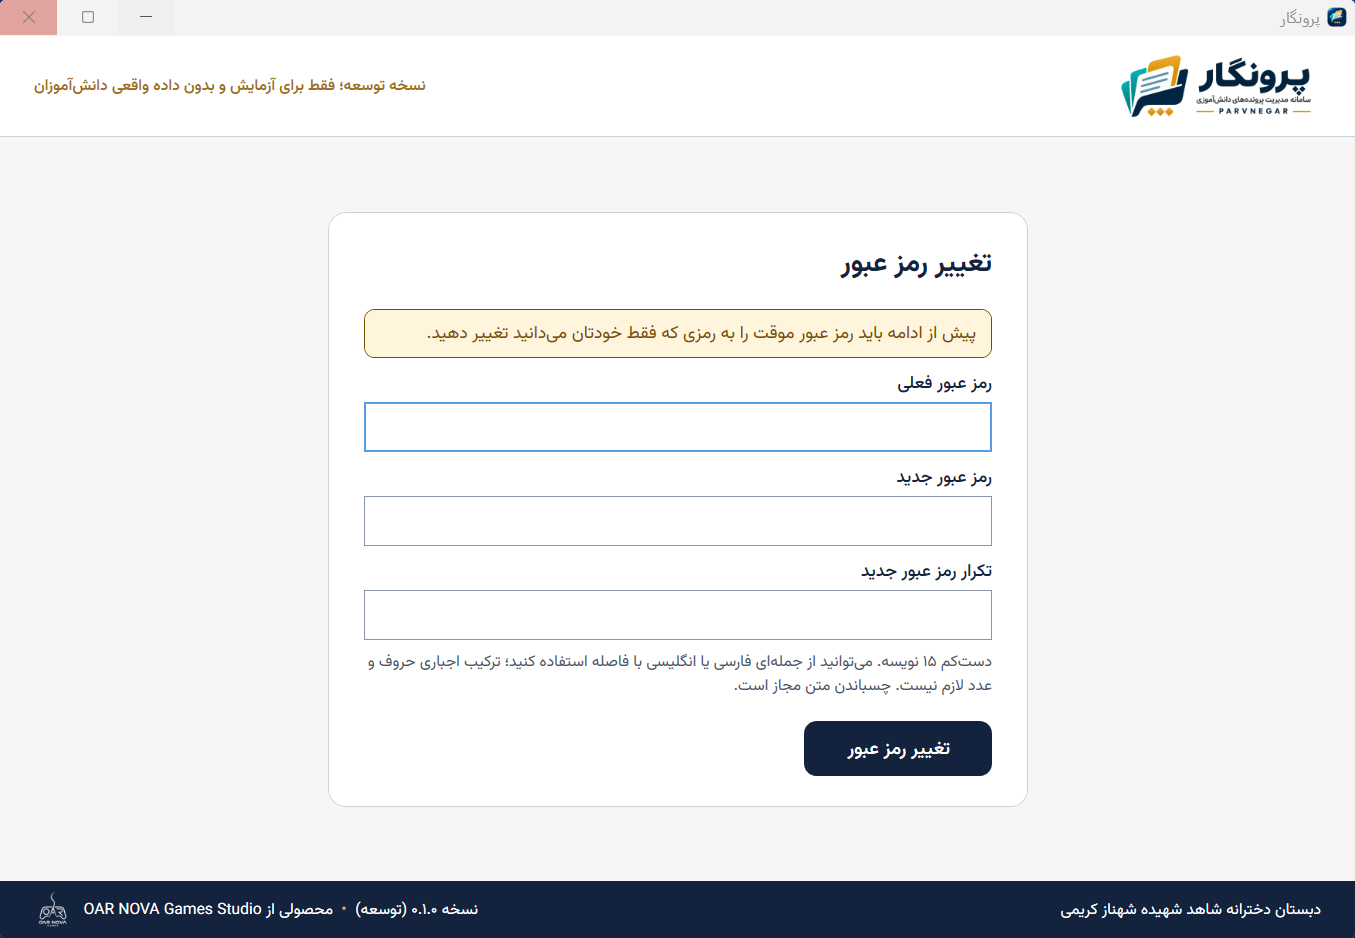 پرونگار
پرونگار
سامانه مدیریت پرونده‌های دانش‌آموزی
PARVNEGAR
نسخه توسعه؛ فقط برای آزمایش و بدون داده واقعی دانش‌آموزان
تغییر رمز عبور
پیش از ادامه باید رمز عبور موقت را به رمزی که فقط خودتان می‌دانید تغییر دهید.
رمز عبور فعلی
رمز عبور جدید
تکرار رمز عبور جدید
دست‌کم ۱۵ نویسه. می‌توانید از جمله‌ای فارسی یا انگلیسی با فاصله استفاده کنید؛ ترکیب اجباری حروف و
عدد لازم نیست. چسباندن متن مجاز است.
تغییر رمز عبور
دبستان دخترانه شاهد شهیده شهناز کریمی
نسخه ۰.۱.۰ (توسعه) • محصولی از OAR NOVA Games Studio
OAR NOVA
GAMES